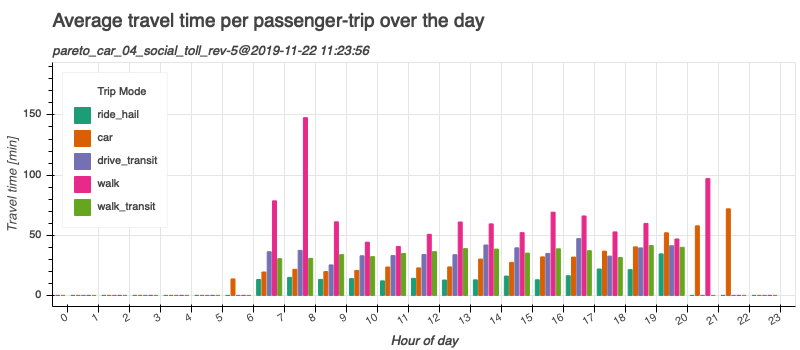 Average travel time per passenger-trip over the day
pareto_car_04_social_toll_rev-5@2019-11-22 11:23:56
Trip Mode
ride_hail
car
drive_transit
walk
walk_transit
150
100
50
0
Travel time [min]
0 1 2 3 4 5 6 7 8 9 10 11 12 13 14 15 16 17 18 19 20 21 22 23
Hour of day